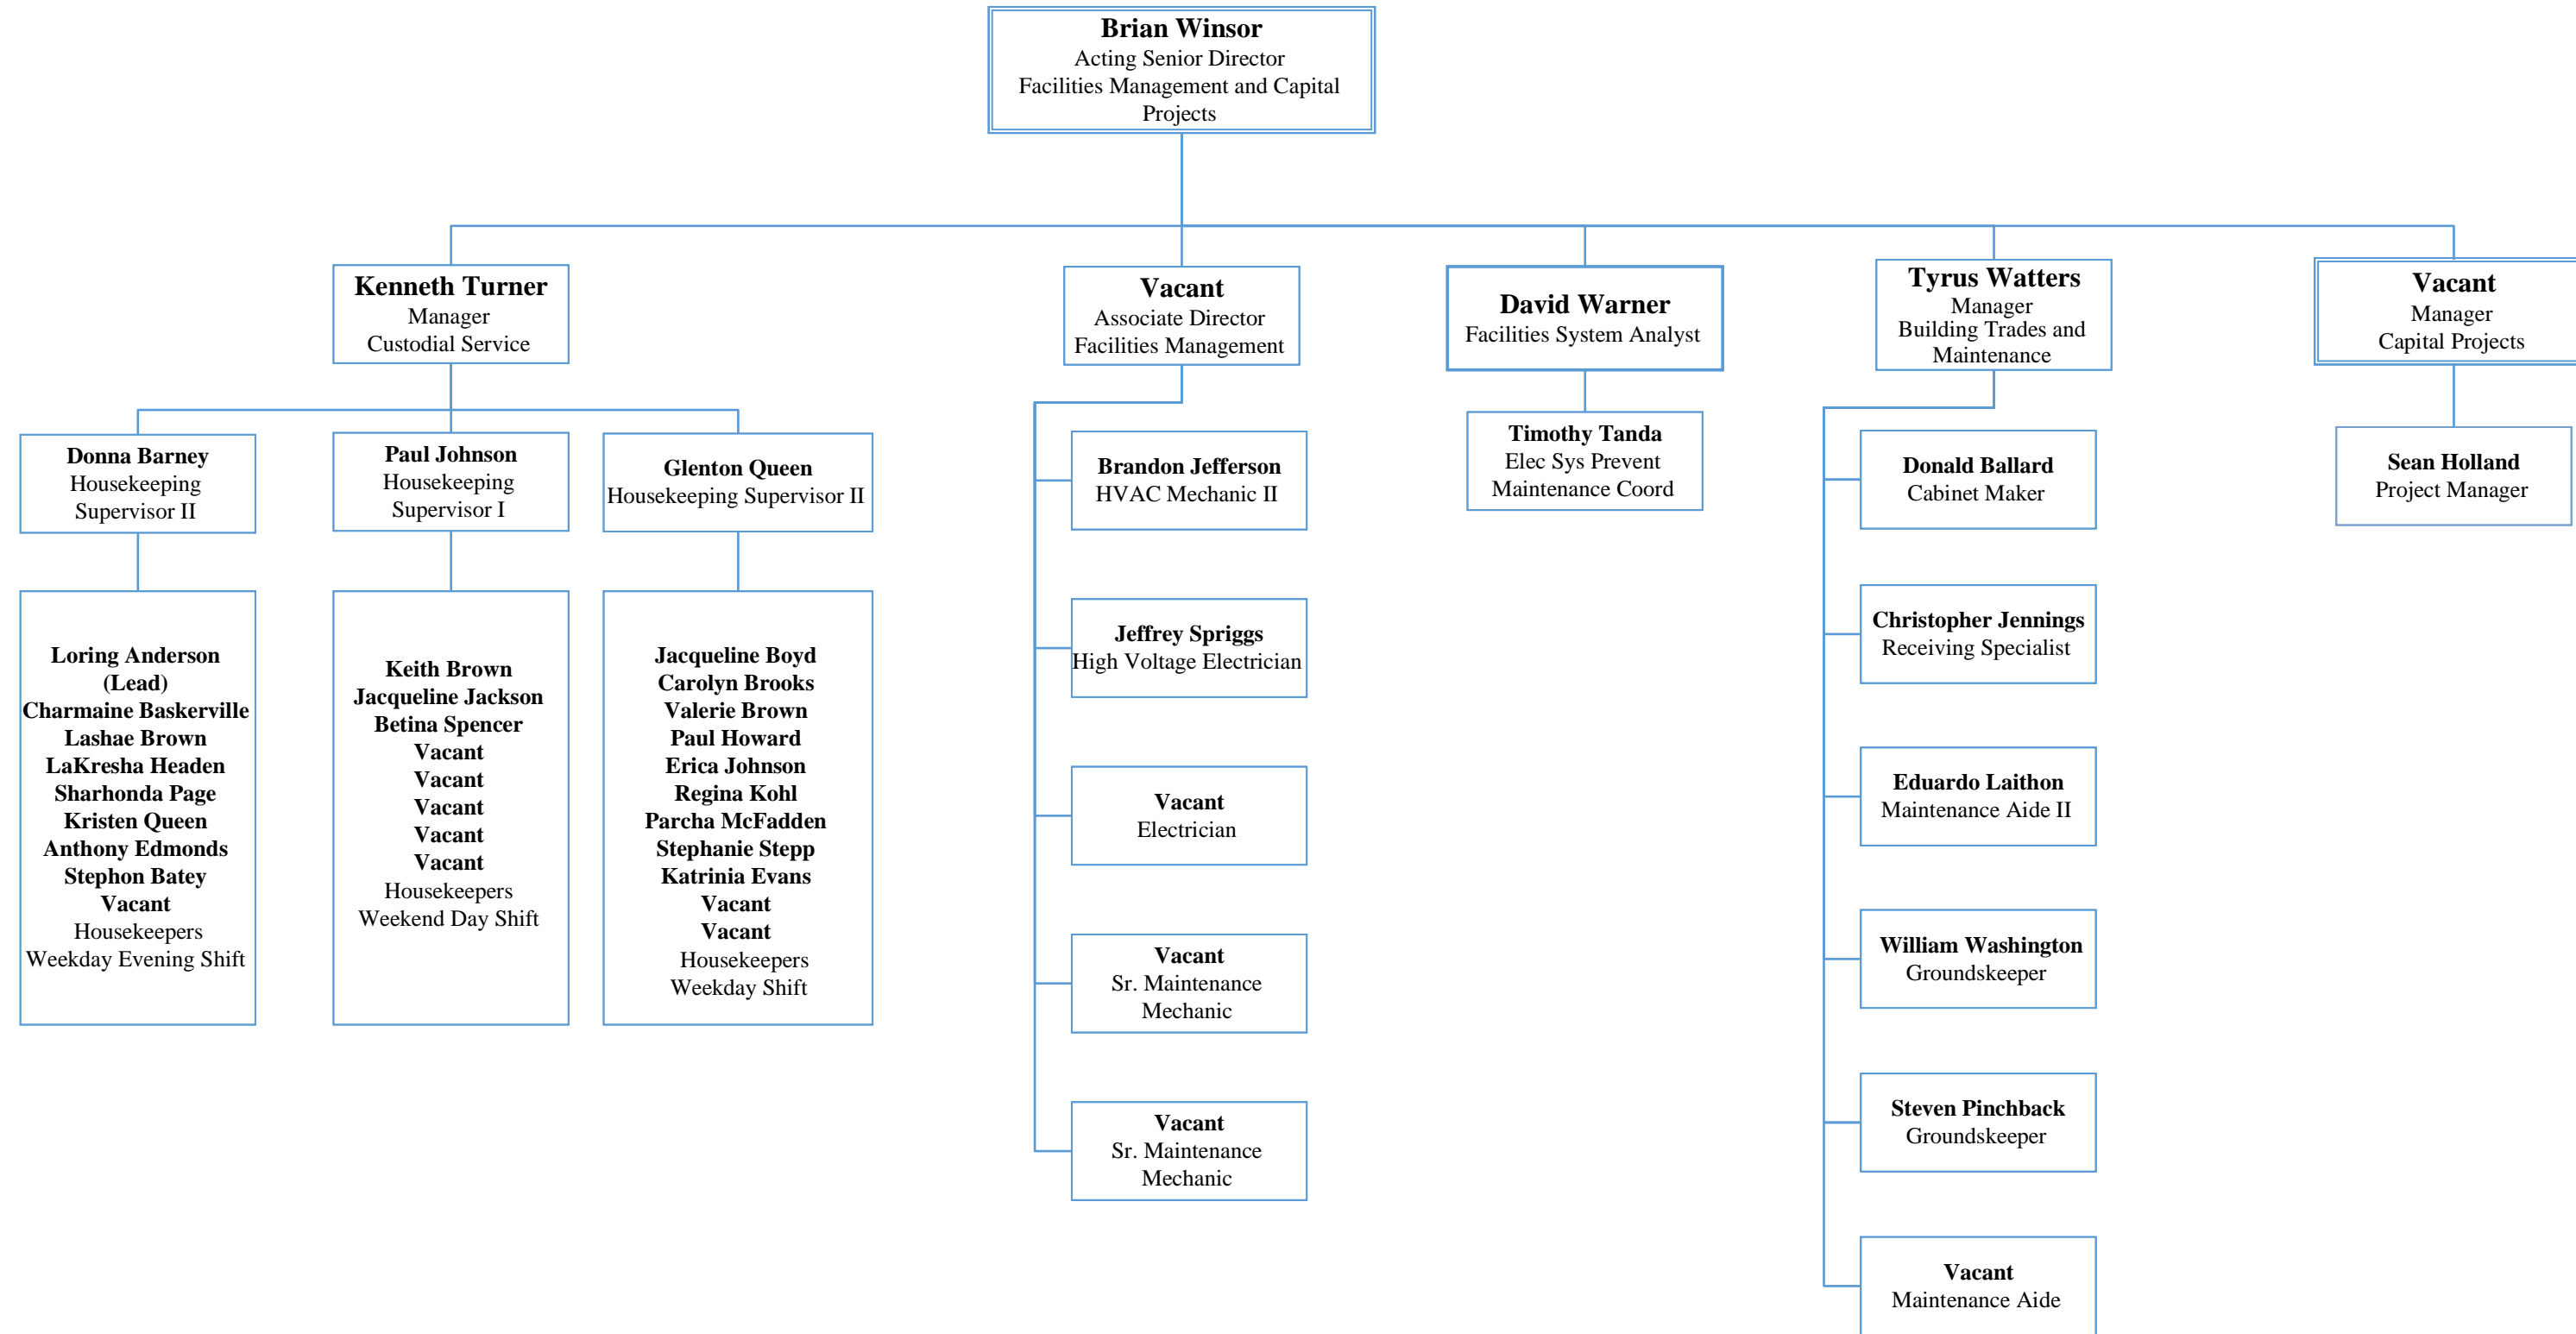 Brian Winsor
Acting Senior Director
Facilities Management and Capital
Projects
Kenneth Turner
Manager
Custodial Service
Vacant
Associate Director
Facilities Management
David Warner
Facilities System Analyst
Tyrus Watters
Manager
Building Trades and
Maintenance
Vacant
Manager
Capital Projects
Donna Barney
Housekeeping
Supervisor II
Paul Johnson
Housekeeping
Supervisor I
Glenton Queen
Housekeeping Supervisor II
Loring Anderson
(Lead)
Charmaine Baskerville
Lashae Brown
LaKresha Headen
Sharhonda Page
Kristen Queen
Anthony Edmonds
Stephon Batey
Vacant
Housekeepers
Weekday Evening Shift
Keith Brown
Jacqueline Jackson
Betina Spencer
Vacant
Vacant
Vacant
Vacant
Vacant
Housekeepers
Weekend Day Shift
Jacqueline Boyd
Carolyn Brooks
Valerie Brown
Paul Howard
Erica Johnson
Regina Kohl
Parcha McFadden
Stephanie Stepp
Katrinia Evans
Vacant
Vacant
Housekeepers
Weekday Shift
Brandon Jefferson
HVAC Mechanic II
Jeffrey Spriggs
High Voltage Electrician
Vacant
Electrician
Vacant
Sr. Maintenance
Mechanic
Vacant
Sr. Maintenance
Mechanic
Timothy Tanda
Elec Sys Prevent
Maintenance Coord
Donald Ballard
Cabinet Maker
Christopher Jennings
Receiving Specialist
Eduardo Laithon
Maintenance Aide II
William Washington
Groundskeeper
Steven Pinchback
Groundskeeper
Vacant
Maintenance Aide
Sean Holland
Project Manager